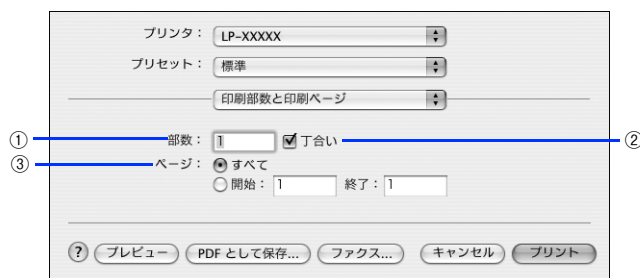 プリンタ： LP-XXXXX
プリセット： 標準
印刷部数と印刷ページ
① 部数： 1 丁合い ②
③ ページ： すべて
開始： 1 終了： 1
? プレビュー PDF として保存... ファクス... キャンセル プリント